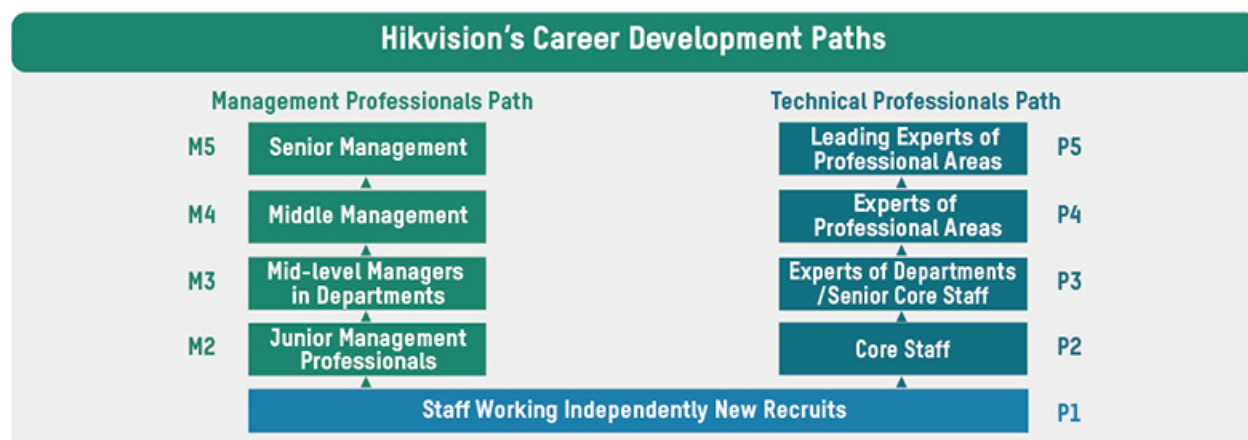 Hikvision's Career Development Paths
Management Professionals Path
Technical Professionals Path
M5
Senior Management
Leading Experts of
Professional Areas
P5
M4
Middle Management
Experts of
Professional Areas
P4
M3
Mid-level Managers
in Departments
Experts of Departments
/Senior Core Staff
P3
M2
Junior Management
Professionals
Core Staff
P2
Staff Working Independently New Recruits
P1